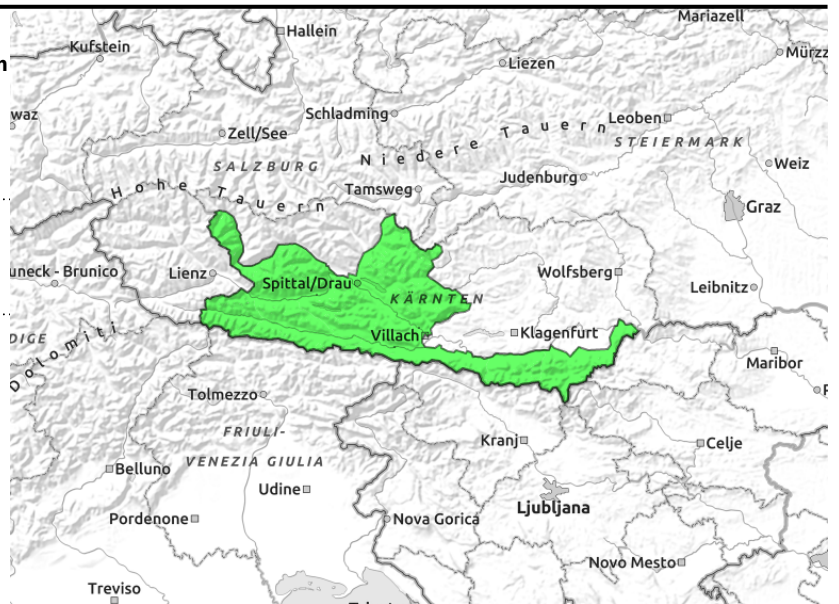 Mariazell
Hallein
Kufstein
Mürzz
n
Liezen
waz
Schladming
Leoben
Zell/See
Niedere Tauern
STEIERMARK
SALZBURG
Weiz
Hohe Tauern
Tamsweg
Judenburg
Graz
uneck - Brunico
Lienz
Spittal/Drau
Wolfsberg
Leibnitz
KÄRNTEN
DIGE
Dolomiti
Villach
Klagenfurt
Maribor
Tolmezzo
FRIULI-
VENEZIA GIULIA
Kranj
Celje
Belluno
Udine
Ljubljana
Pordenone
Nova Gorica
Novo Mesto
Treviso